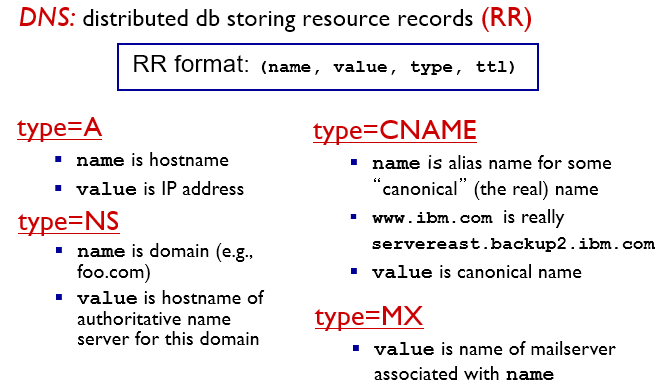 DNS: distributed db storing resource records (RR)
RR format: (name, value, type, ttl)
type=A
▪ name is hostname
▪ value is IP address
type=NS
▪ name is domain (e.g.,
foo.com)
▪ value is hostname of
authoritative name
server for this domain
type=CNAME
▪ name is alias name for some
“canonical” (the real) name
▪ www.ibm.com is really
servereast.backup2.ibm.com
▪ value is canonical name
type=MX
▪ value is name of mailserver
associated with name